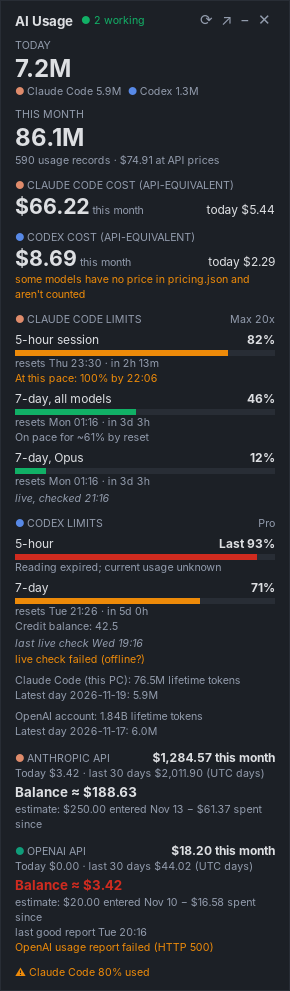 AI Usage 2 working
TODAY
7.2M
Claude Code 5.9M Codex 1.3M
THIS MONTH
86.1M
590 usage records · $74.91 at API prices
CLAUDE CODE COST (API-EQUIVALENT)
$66.22 this month today $5.44
CODEX COST (API-EQUIVALENT)
$8.69 this month today $2.29
some models have no price in pricing.json and
aren't counted
CLAUDE CODE LIMITS Max 20x
5-hour session 82%
resets Thu 23:30 · in 2h 13m
At this pace: 100% by 22:06
7-day, all models 46%
resets Mon 01:16 · in 3d 3h
On pace for ~61% by reset
7-day, Opus 12%
resets Mon 01:16 · in 3d 3h
live, checked 21:16
CODEX LIMITS Pro
5-hour Last 93%
Reading expired; current usage unknown
7-day 71%
resets Tue 21:26 · in 5d 0h
Credit balance: 42.5
last live check Wed 19:16
live check failed (offline?)
Claude Code (this PC): 76.5M lifetime tokens
Latest day 2026-11-19: 5.9M
OpenAI account: 1.84B lifetime tokens
Latest day 2026-11-17: 6.0M
ANTHROPIC API $1,284.57 this month
Today $3.42 · last 30 days $2,011.90 (UTC days)
Balance ≈ $188.63
estimate: $250.00 entered Nov 13 − $61.37 spent
since
OPENAI API $18.20 this month
Today $0.00 · last 30 days $44.02 (UTC days)
Balance ≈ $3.42
estimate: $20.00 entered Nov 10 − $16.58 spent
since
last good report Tue 20:16
OpenAI usage report failed (HTTP 500)
⚠ Claude Code 80% used